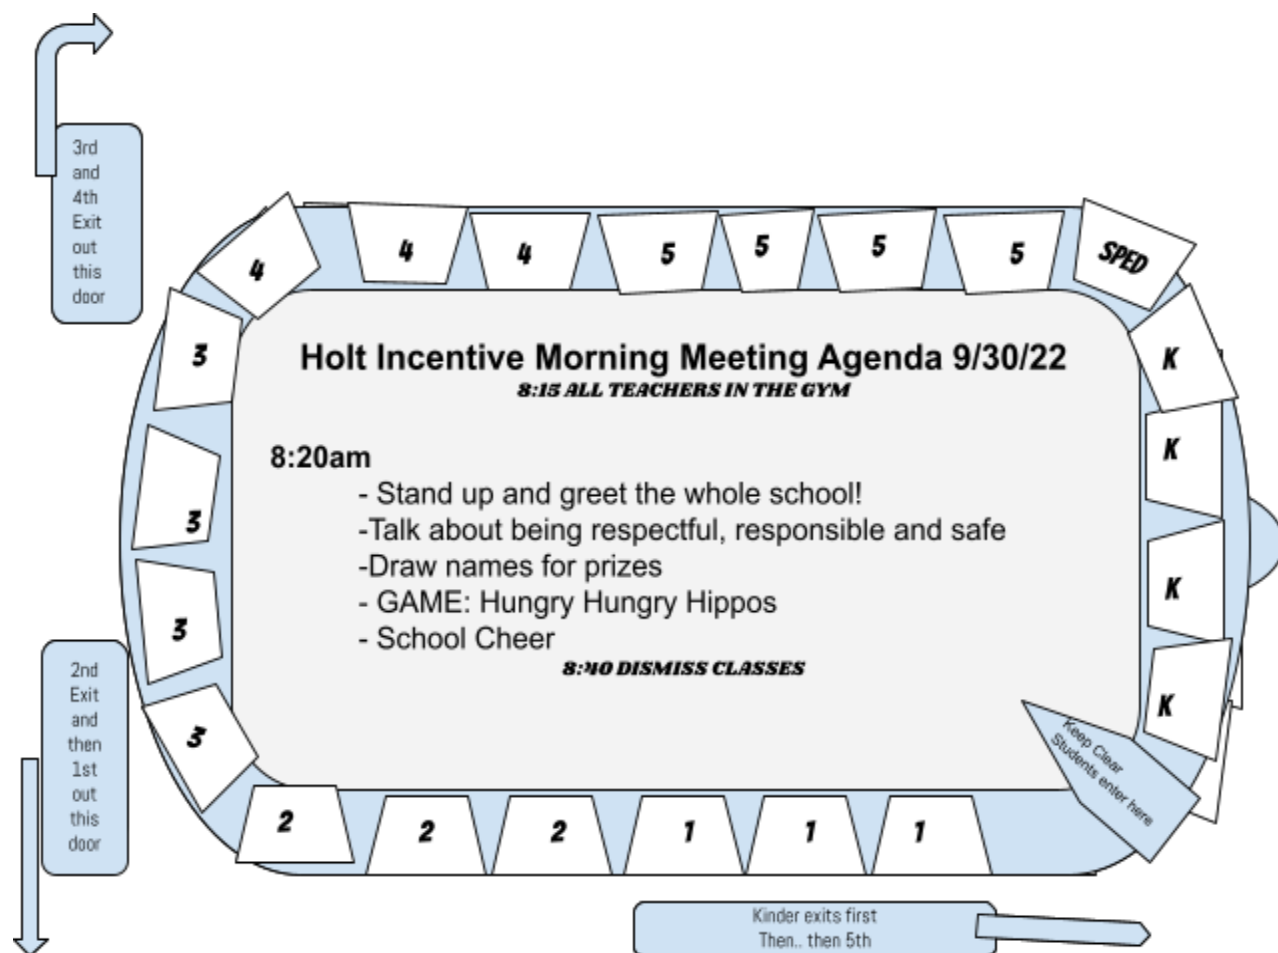 3rd
and
4th
Exit
out
this
door
4
4
4
5
5
5
5
SPED
3
K
Holt Incentive Morning Meeting Agenda 9/30/22
8:15 ALL TEACHERS IN THE GYM
K
8:20am
- Stand up and greet the whole school!
3
-Talk about being respectful, responsible and safe
-Draw names for prizes
K
- GAME: Hungry Hungry Hippos
3
- School Cheer
8:40 DISMISS CLASSES
2nd
Exit
and
then
1st
out
this
door
K
3
Keep Clear
Students enter here
2
2
2
1
1
1
Kinder exits first
Then.. then 5th